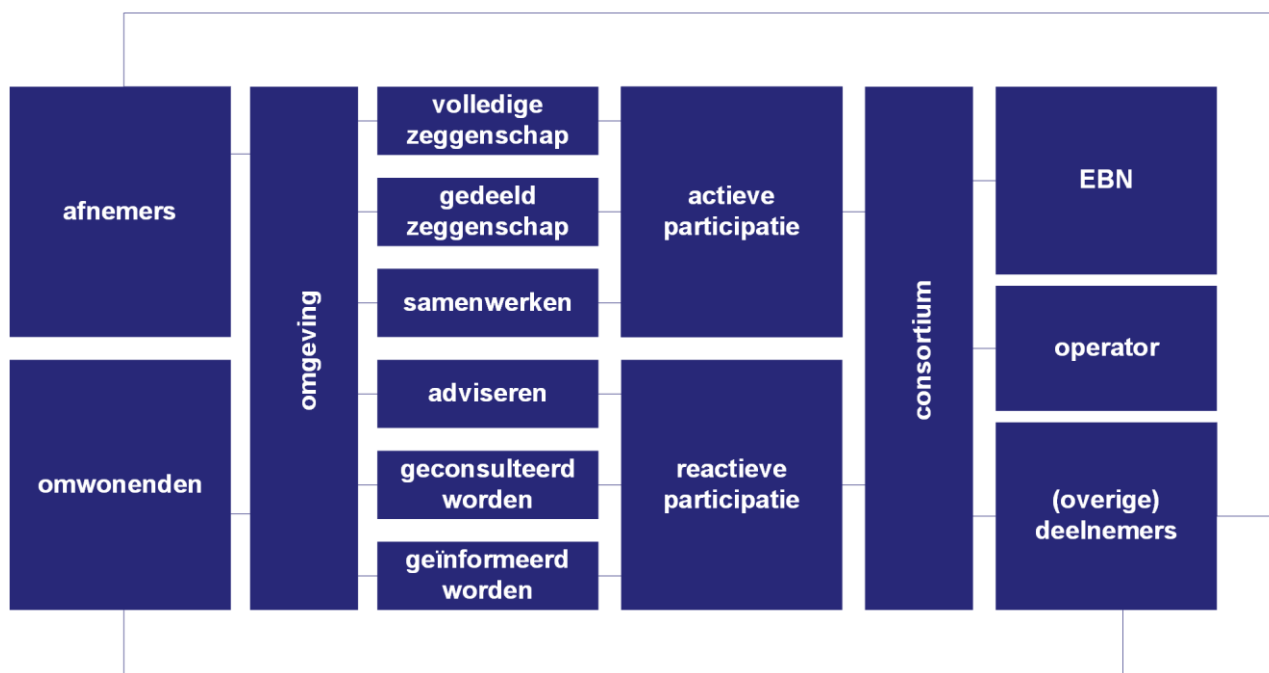 afnemers
omwonenden
omgeving
volledige
zeggenschap
gedeeld
zeggenschap
samenwerken
adviseren
geconsulteerd
worden
geïnformeerd
worden
actieve
participatie
reactieve
participatie
consortium
EBN
operator
(overige)
deelnemers